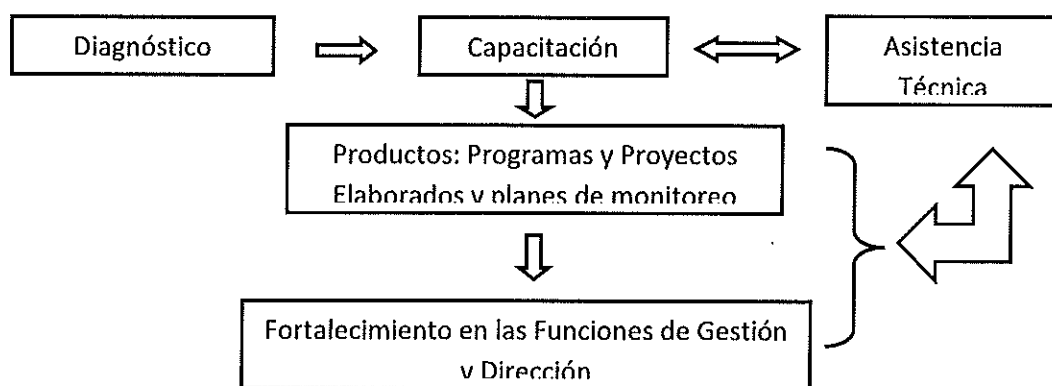 Diagnóstico
Capacitación
Asistencia
Técnica
Productos: Programas y Proyectos
Elaborados y planes de monitoreo
Fortalecimiento en las Funciones de Gestión
y Dirección